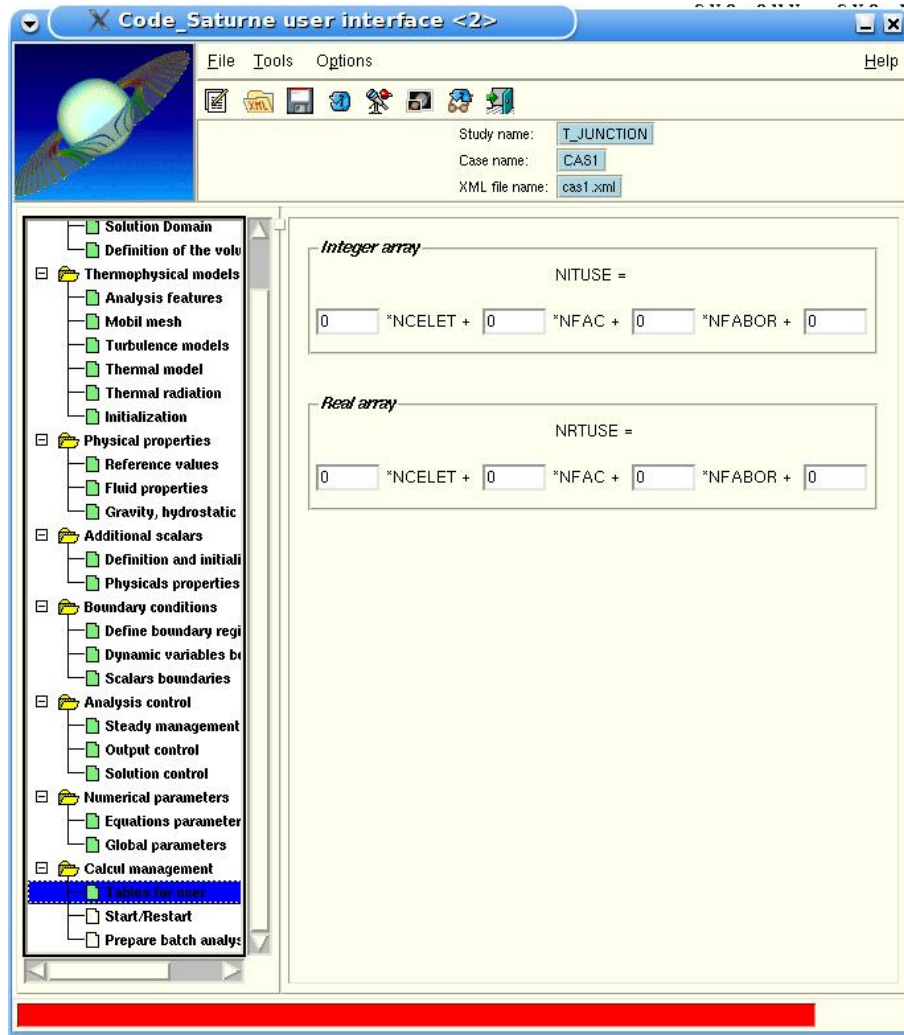 Code_Saturne user interface <2>
File Tools Options Help
Study name: T_JUNCTION
Case name: CAS1
XML file name: cas1.xml
Solution Domain
Definition of the volu
Thermophysical models
Analysis features
Mobil mesh
Turbulence models
Thermal model
Thermal radiation
Initialization
Physical properties
Reference values
Fluid properties
Gravity, hydrostatic
Additional scalars
Definition and initiali
Physicals properties
Boundary conditions
Define boundary regi
Dynamic variables b
Scalars boundaries
Analysis control
Steady management
Output control
Solution control
Numerical parameters
Equations parameter
Global parameters
Calcul management
Tables for user
Start/Restart
Prepare batch analys
Integer array
NITUSE =
0 *NCELET + 0 *NFAC + 0 *NFABOR + 0
Real array
NRTUSE =
0 *NCELET + 0 *NFAC + 0 *NFABOR + 0